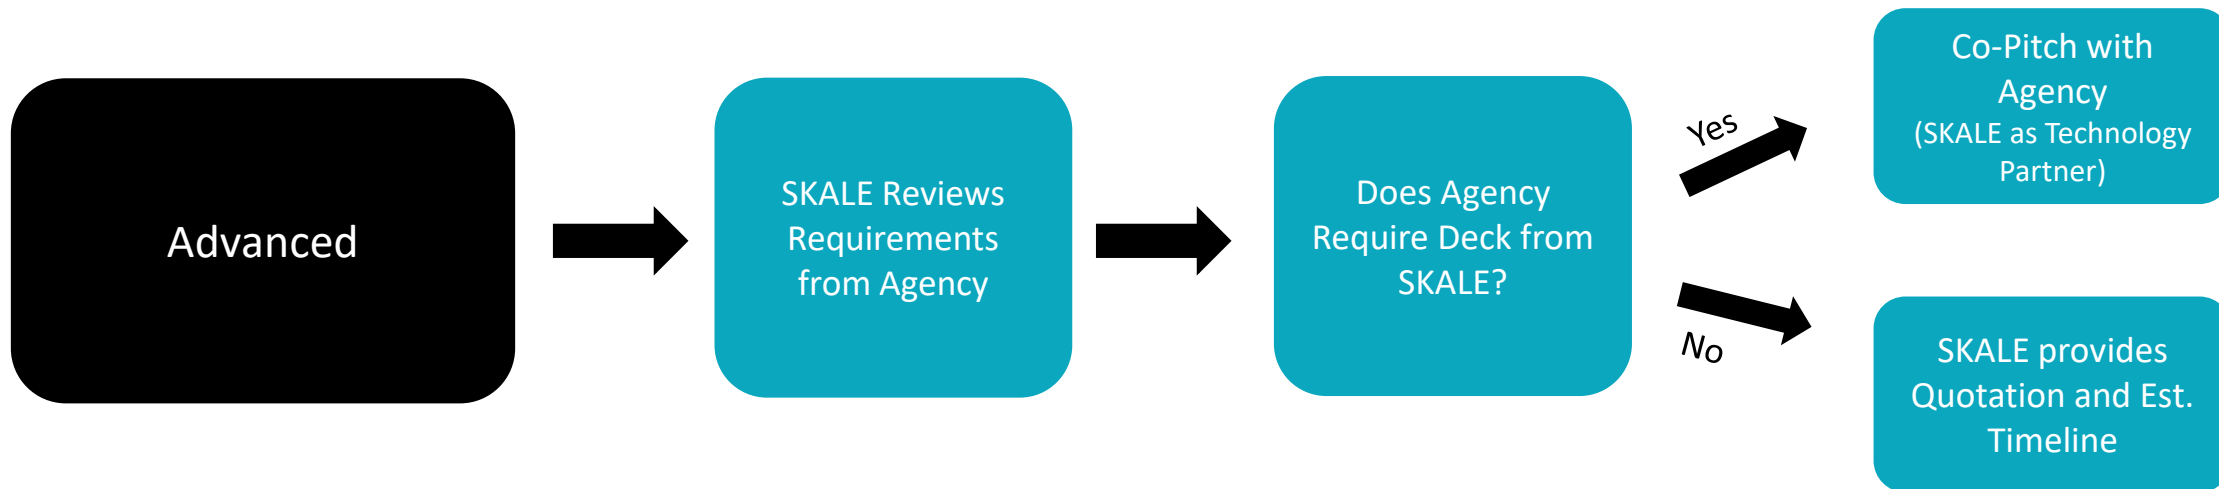 Advanced
SKALE Reviews
Requirements
from Agency
Does Agency
Require Deck from
SKALE?
Yes
No
Co-Pitch with
Agency
(SKALE as Technology
Partner)
SKALE provides
Quotation and Est.
Timeline